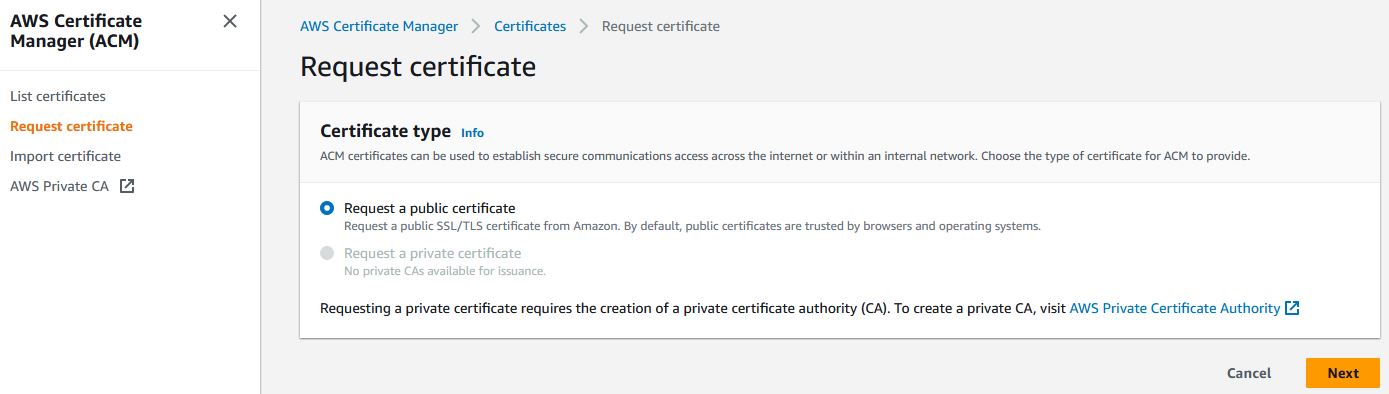 AWS Certificate
Manager (ACM)
List certificates
Request certificate
Import certificate
AWS Private CA
AWS Certificate Manager > Certificates > Request certificate
Request certificate
Certificate type Info
ACM certificates can be used to establish secure communications access across the internet or within an internal network. Choose the type of certificate for ACM to provide.
Request a public certificate
Request a public SSL/TLS certificate from Amazon. By default, public certificates are trusted by browsers and operating systems.
Request a private certificate
No private CAs available for issuance.
Requesting a private certificate requires the creation of a private certificate authority (CA). To create a private CA, visit AWS Private Certificate Authority
Cancel Next